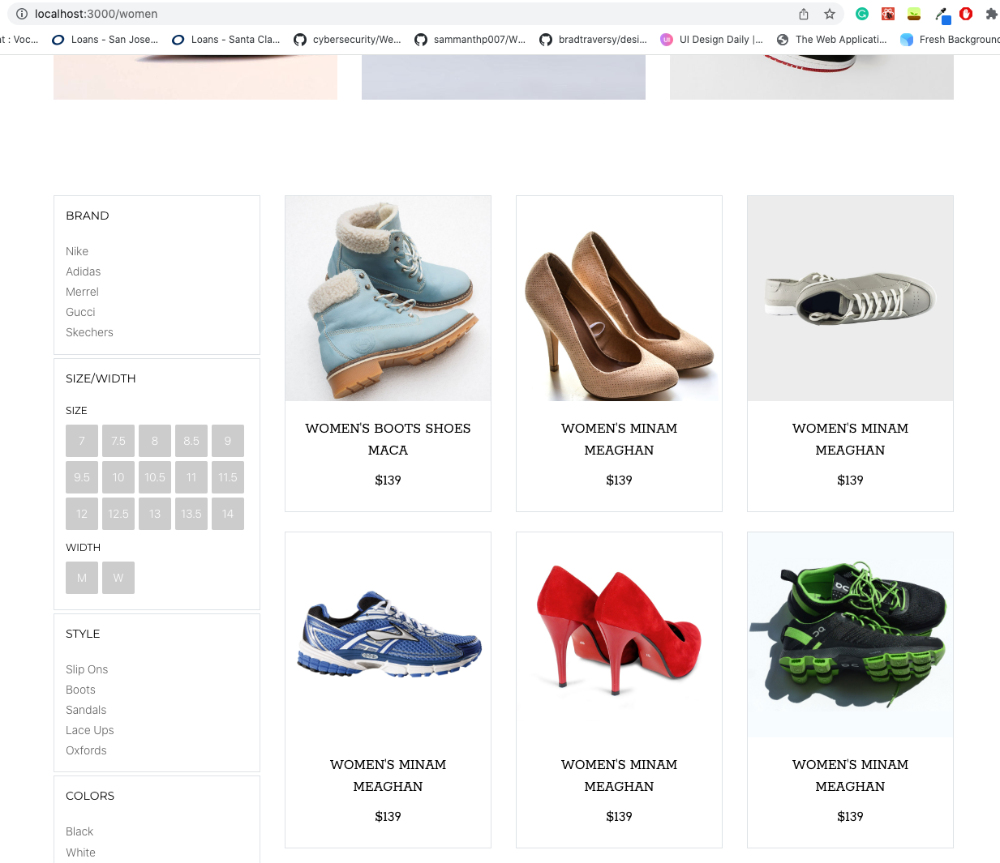 localhost:3000/women
nt : Voc...
Loans - San Jose...
Loans - Santa Cla...
cybersecurity/We...
sammanthp007/W...
bradtraversy/desi...
UI Design Daily |...
The Web Applicati...
Fresh Background
BRAND
Nike
Adidas
Merrel
Gucci
Skechers
SIZE/WIDTH
SIZE
7 7.5 8 8.5 9
9.5 10 10.5 11 11.5
12 12.5 13 13.5 14
WIDTH
M W
STYLE
Slip Ons
Boots
Sandals
Lace Ups
Oxfords
COLORS
Black
White
WOMEN'S BOOTS SHOES
MACA
$139
WOMEN'S MINAM
MEAGHAN
$139
WOMEN'S MINAM
MEAGHAN
$139
WOMEN'S MINAM
MEAGHAN
$139
WOMEN'S MINAM
MEAGHAN
$139
WOMEN'S MINAM
MEAGHAN
$139